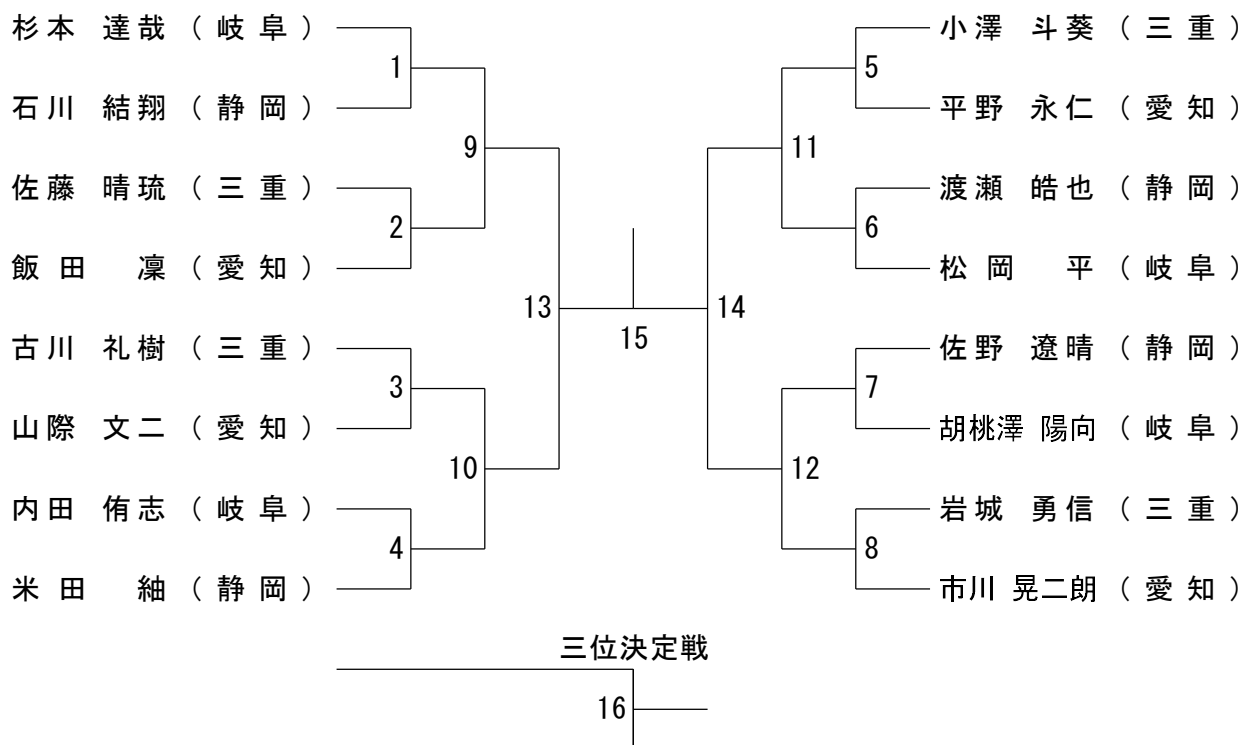 杉本 達哉 (岐阜)
1
石川 結翔 (静岡)
9
佐藤 晴琉 (三重)
2
飯田 凜 (愛知)
13
古川 礼樹 (三重)
3
山際 文二 (愛知)
10
内田 侑志 (岐阜)
4
米田 紬 (静岡)
15
小澤 斗葵 (三重)
5
平野 永仁 (愛知)
11
渡瀬 皓也 (静岡)
6
松岡 平 (岐阜)
14
佐野 遼晴 (静岡)
7
胡桃澤 陽向 (岐阜)
12
岩城 勇信 (三重)
8
市川 晃二朗 (愛知)
三位決定戦
16